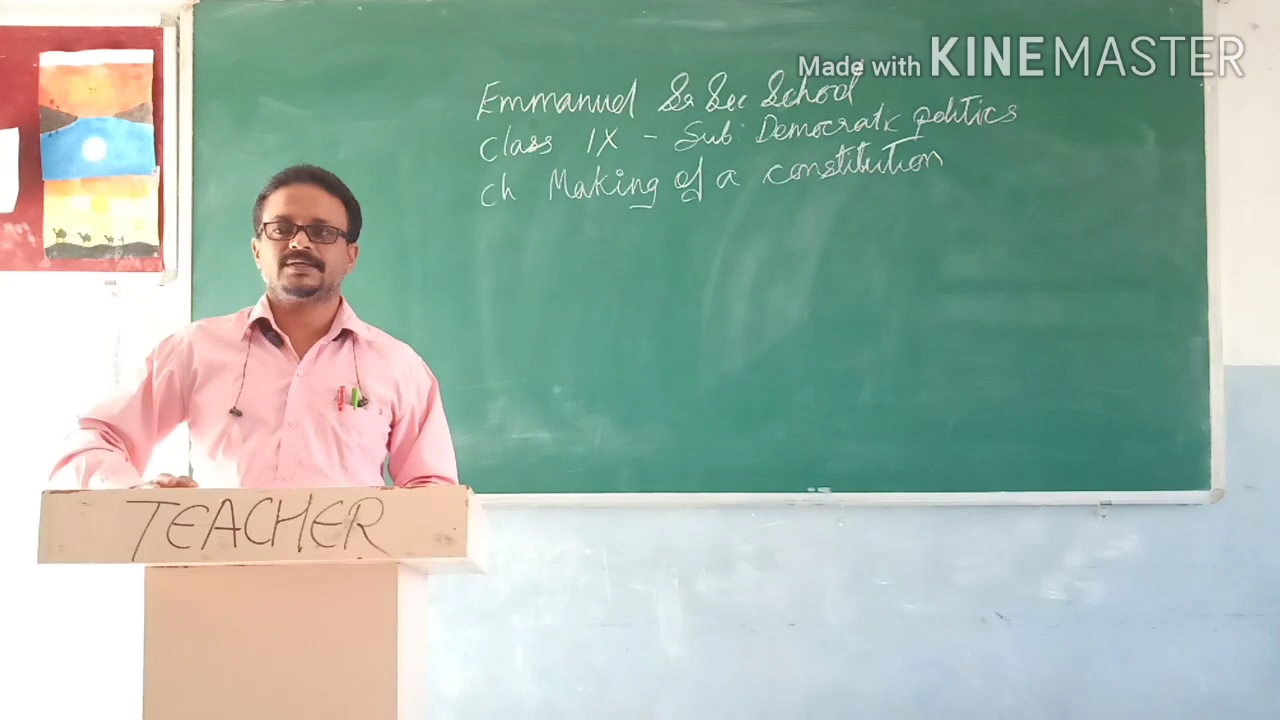 Made with KINEMASTER
Emmanuel Sr Sec School
Class IX - Sub: Democratic politics
Ch Making of a constitution
TEACHER